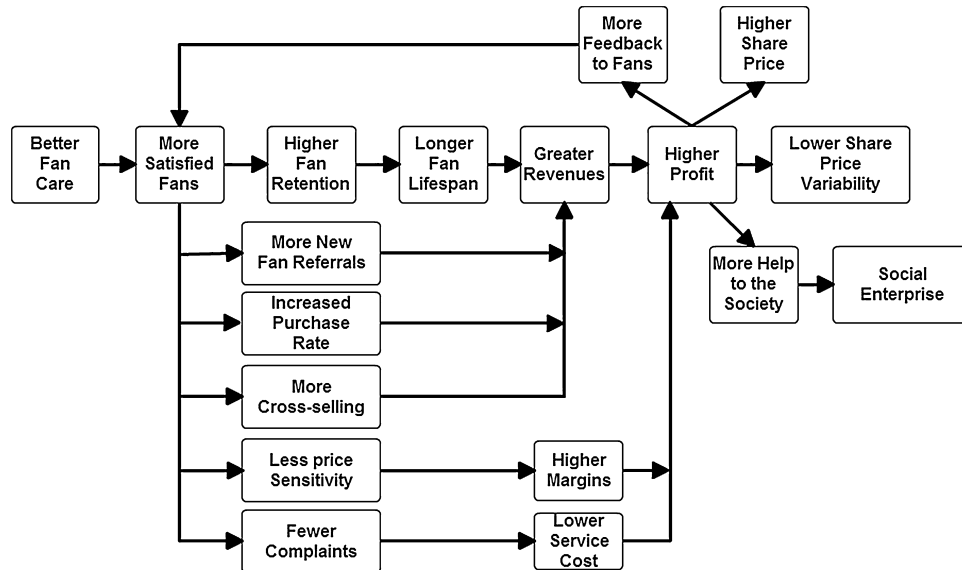 More
Feedback
to Fans
Higher
Share
Price
Better
Fan
Care
More
Satisfied
Fans
Higher
Fan
Retention
Longer
Fan
Lifespan
Greater
Revenues
Higher
Profit
Lower Share
Price
Variability
More New
Fan Referrals
More Help
to the
Society
Social
Enterprise
Increased
Purchase
Rate
More
Cross-selling
Less price
Sensitivity
Higher
Margins
Fewer
Complaints
Lower
Service
Cost